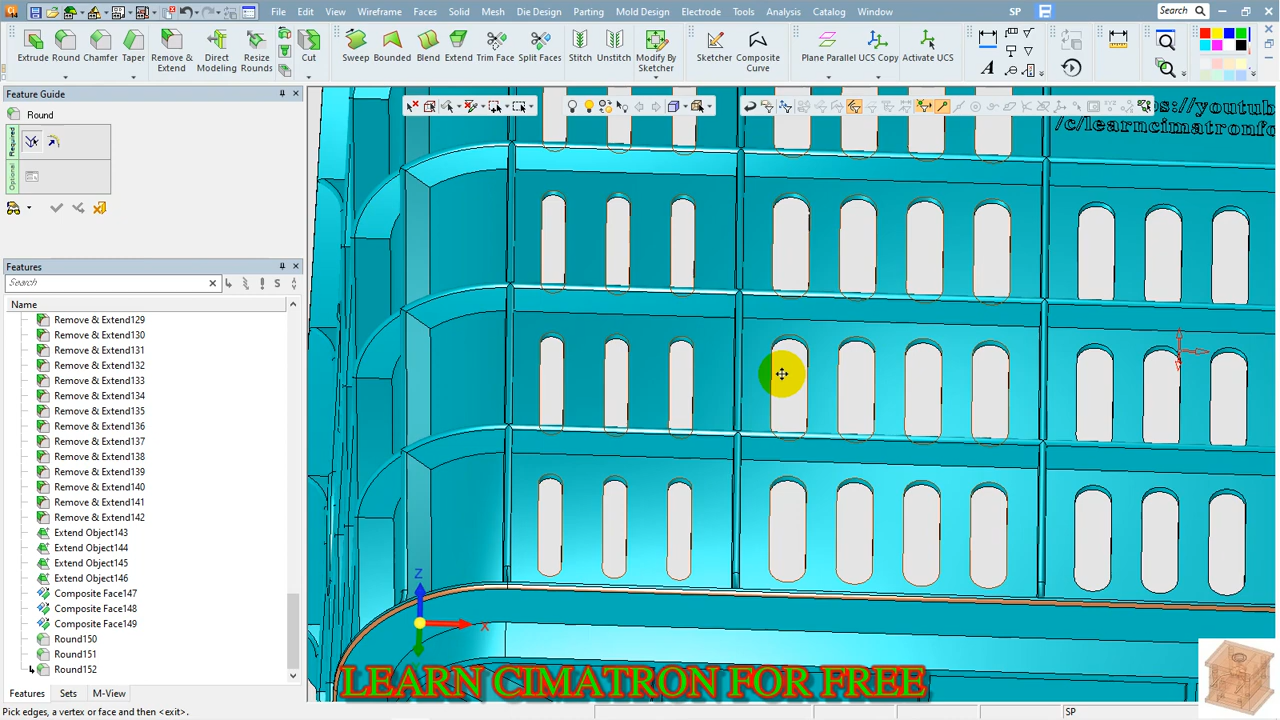 14 File Edit View Wireframe Faces Solid Mesh Die Design Parting Mold Design Electrode Tools Analysis Catalog Window SP Search
Extrude Round Chamfer Taper Remove & Extend Direct Modeling Resize Rounds Cut Sweep Bounded Blend Extend Trim Face Split Faces Stitch Unstitch Modify By Sketcher Sketcher Composite Curve Plane Parallel UCS Copy Activate UCS
Feature Guide
Round
Required
Optional
s://youtub
/c/learncimatronfo
Features
Search
Name
Remove & Extend129
Remove & Extend130
Remove & Extend131
Remove & Extend132
Remove & Extend133
Remove & Extend134
Remove & Extend135
Remove & Extend136
Remove & Extend137
Remove & Extend138
Remove & Extend139
Remove & Extend140
Remove & Extend141
Remove & Extend142
Extend Object143
Extend Object144
Extend Object145
Extend Object146
Composite Face147
Composite Face148
Composite Face149
Round150
Round151
Round152
Z
X
LEARN CIMATRON FOR FREE
Features Sets M-View
Pick edges, a vertex or face and then <exit>. SP